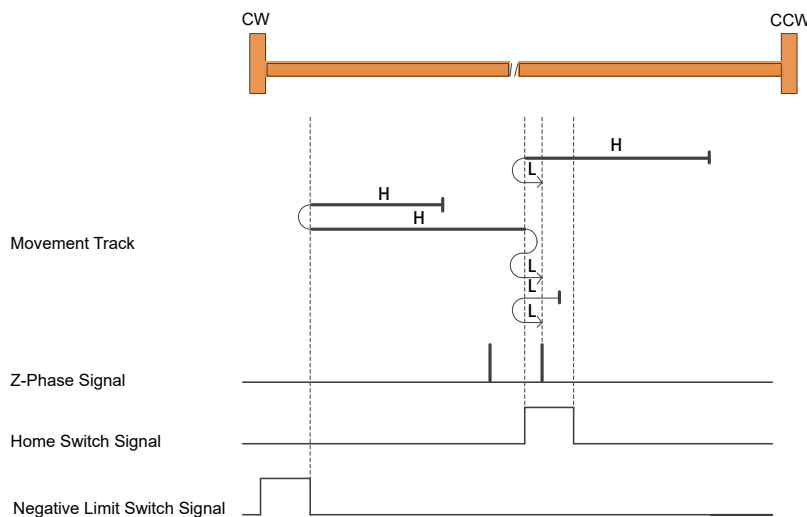 CW
CCW
H
L
H
H
Movement Track
L
L
L
Z-Phase Signal
Home Switch Signal
Negative Limit Switch Signal